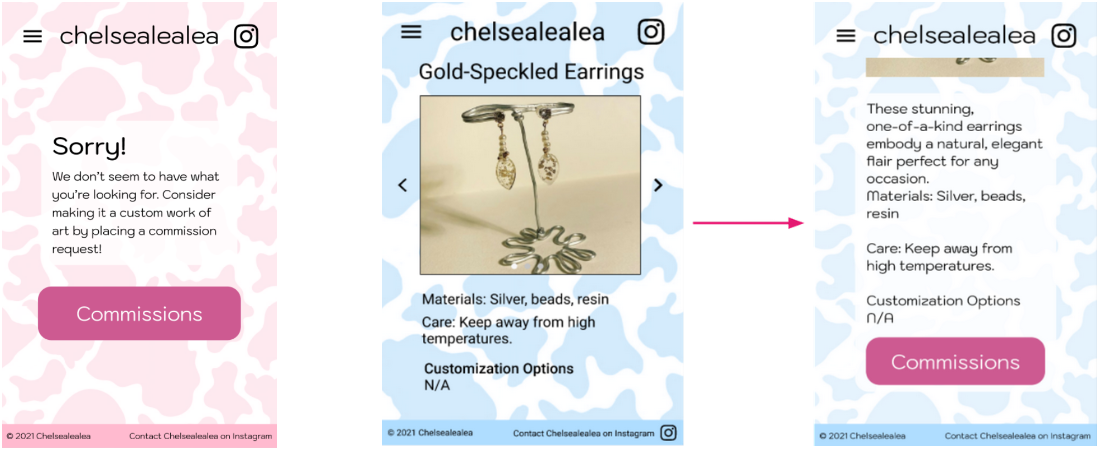 chelsealealea
Sorry!
We don't seem to have what
you're looking for. Consider
making it a custom work of
art by placing a commission
request!
Commissions
© 2021 Chelsealealea
Contact Chelsealealea on Instagram
chelsealealea
Gold-Speckled Earrings
Materials: Silver, beads, resin
Care: Keep away from high
temperatures.
Customization Options
N/A
© 2021 Chelsealealea
Contact Chelsealealea on Instagram
chelsealealea
These stunning,
one-of-a-kind earrings
embody a natural, elegant
flair perfect for any
occasion.
Materials: Silver, beads,
resin
Care: Keep away from
high temperatures.
Customization Options
N/A
Commissions
© 2021 Chelsealealea
Contact Chelsealealea on Instagram